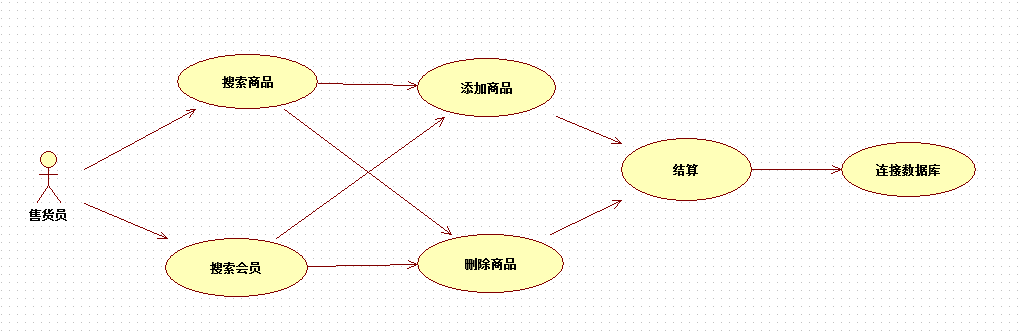 搜索商品
添加商品
结算
连接数据库
售货员
搜索会员
删除商品